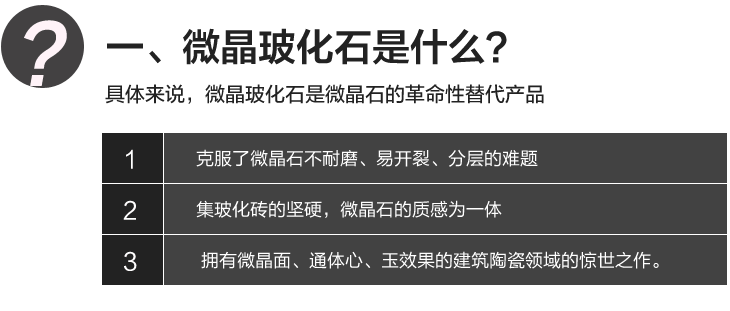 ?
一、微晶玻化石是什么?
具体来说，微晶玻化石是微晶石的革命性替代产品
1 克服了微晶石不耐磨、易开裂、分层的难题
2 集玻化砖的坚硬，微晶石的质感为一体
3 拥有微晶面、通体心、玉效果的建筑陶瓷领域的惊世之作。